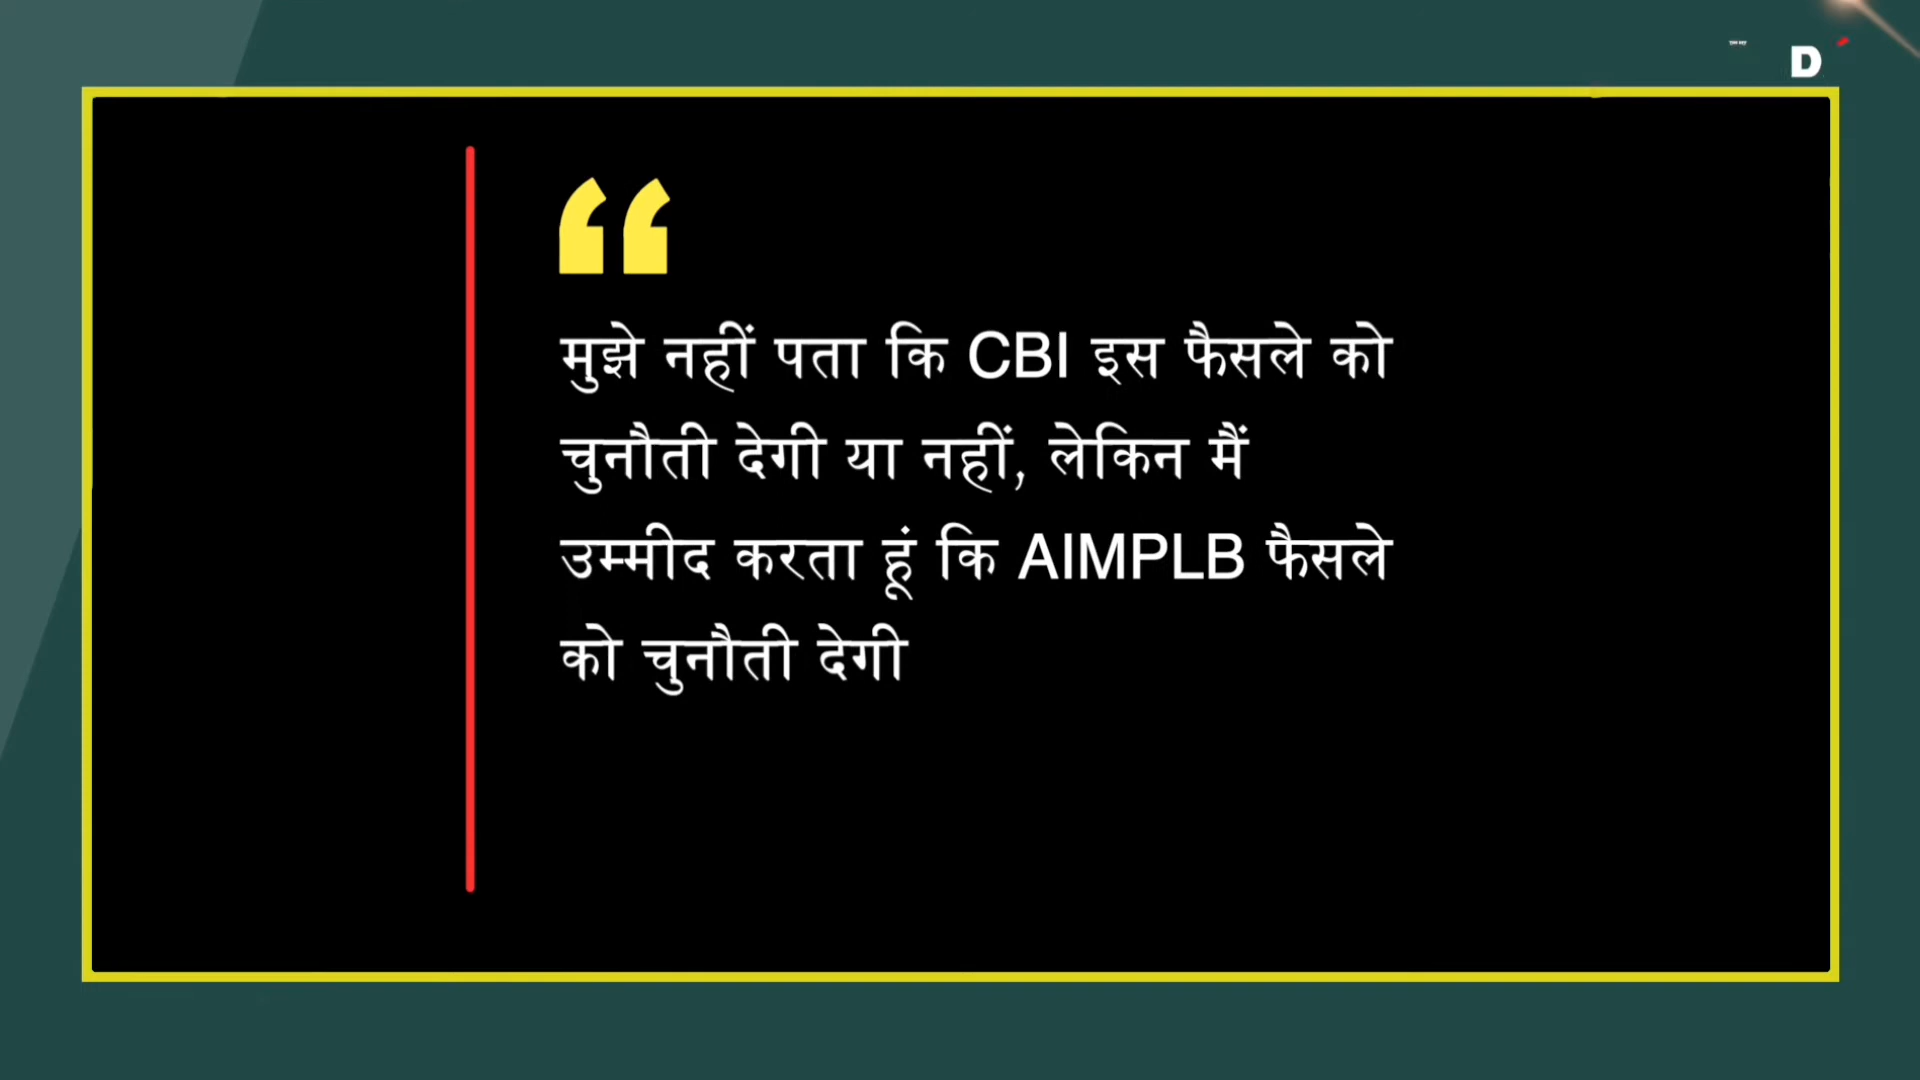 D
मुझे नहीं पता कि CBI इस फैसले को
चुनौती देगी या नहीं, लेकिन मैं
उम्मीद करता हूं कि AIMPLB फैसले
को चुनौती देगी